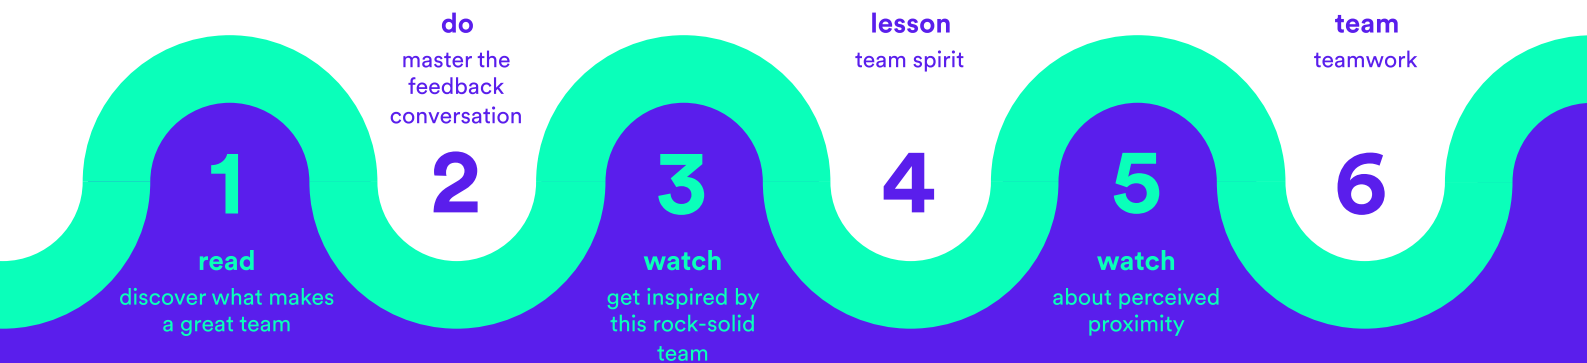 1
read
discover what makes
a great team
do
master the
feedback
conversation
2
3
watch
get inspired by
this rock-solid
team
lesson
team spirit
4
5
watch
about perceived
proximity
team
teamwork
6